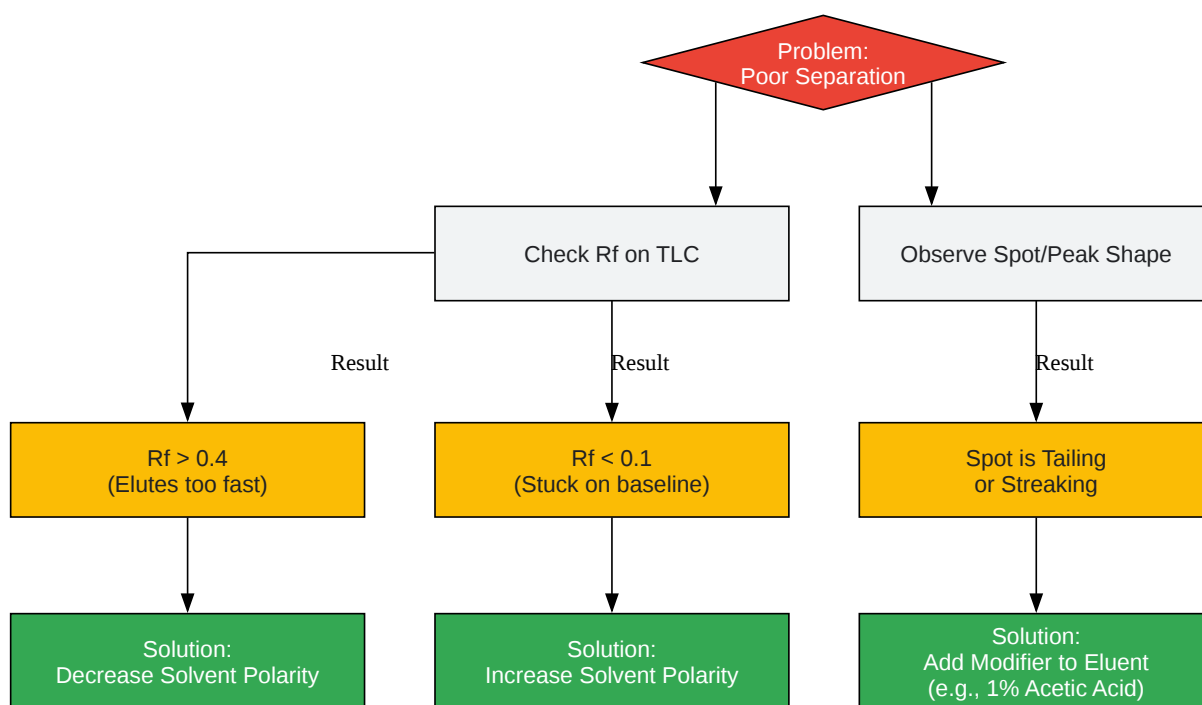 Problem:
Poor Separation
Check Rf on TLC
Observe Spot/Peak Shape
Result
Result
Result
Rf > 0.4
(Elutes too fast)
Rf < 0.1
(Stuck on baseline)
Spot is Tailing
or Streaking
Solution:
Decrease Solvent Polarity
Solution:
Increase Solvent Polarity
Solution:
Add Modifier to Eluent
(e.g., 1% Acetic Acid)